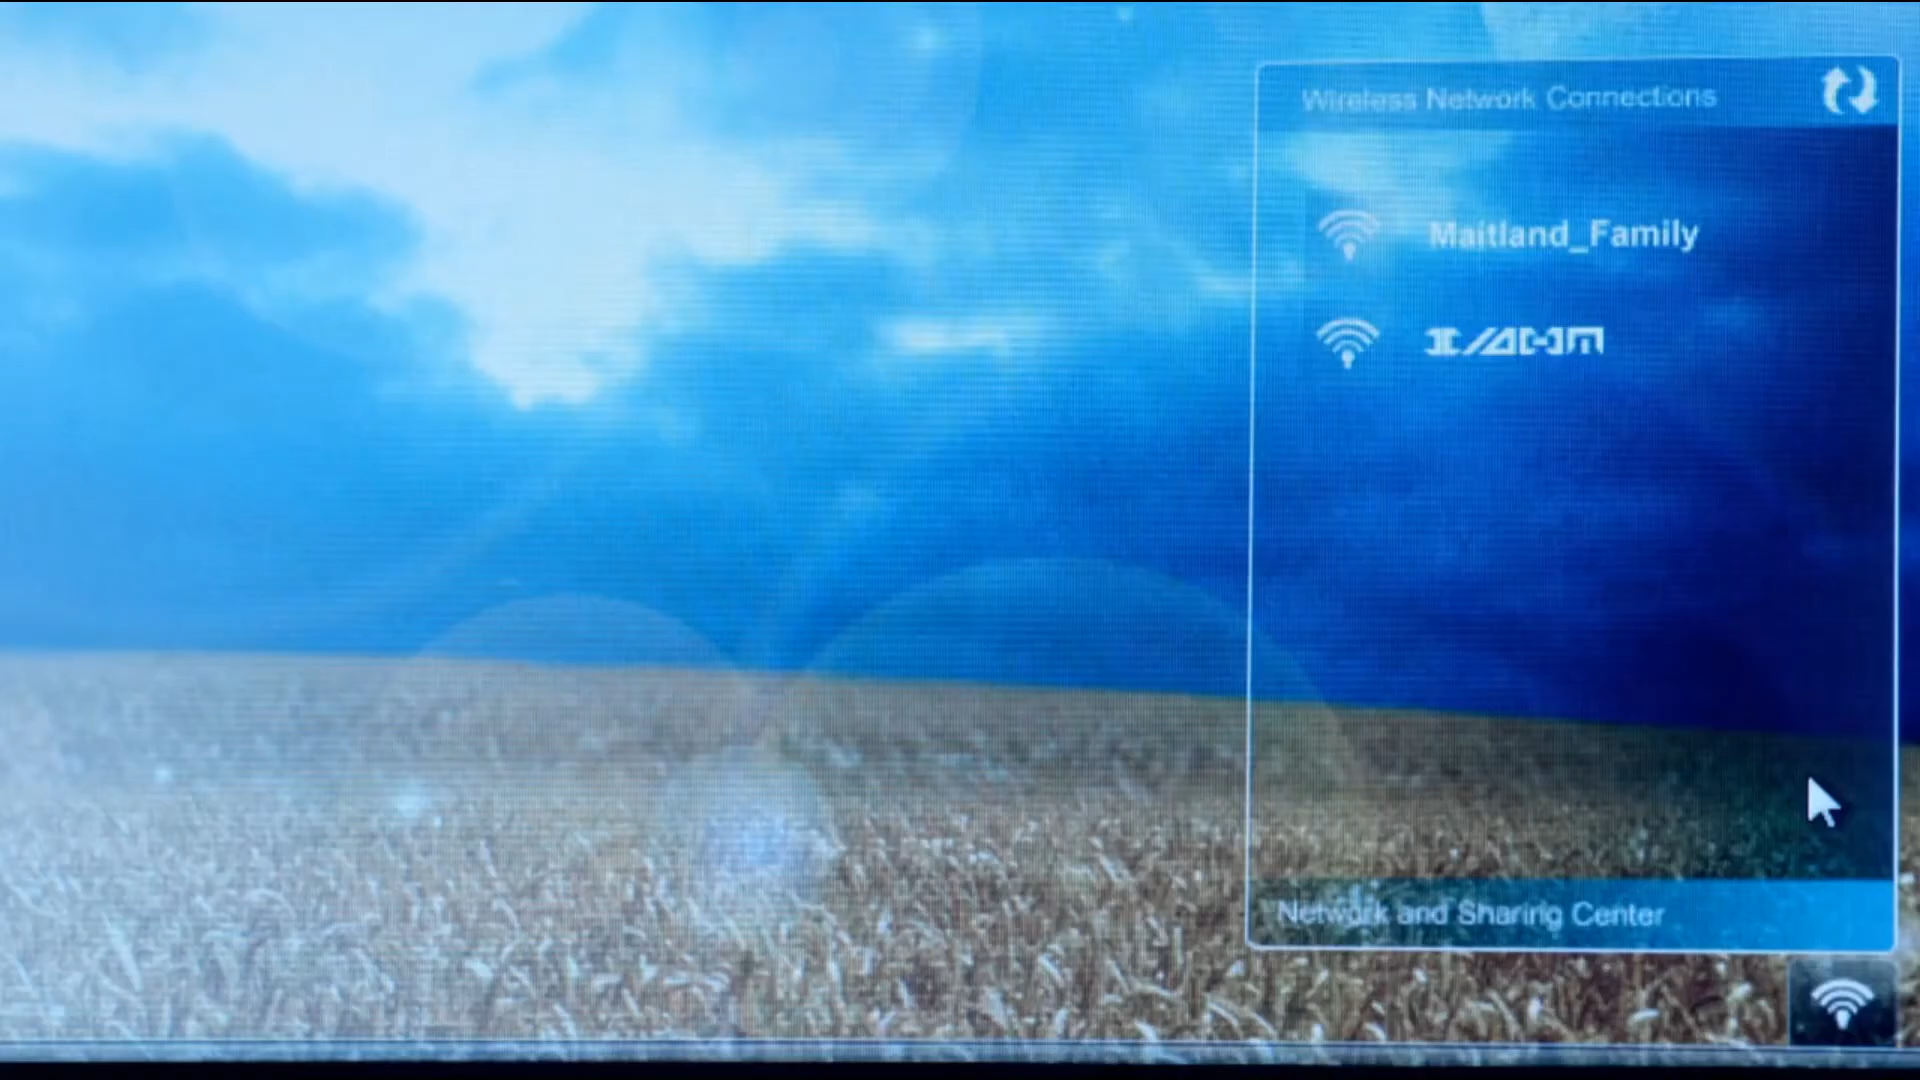 Wireless Network Connections
Maitland_Family
Network and Sharing Center